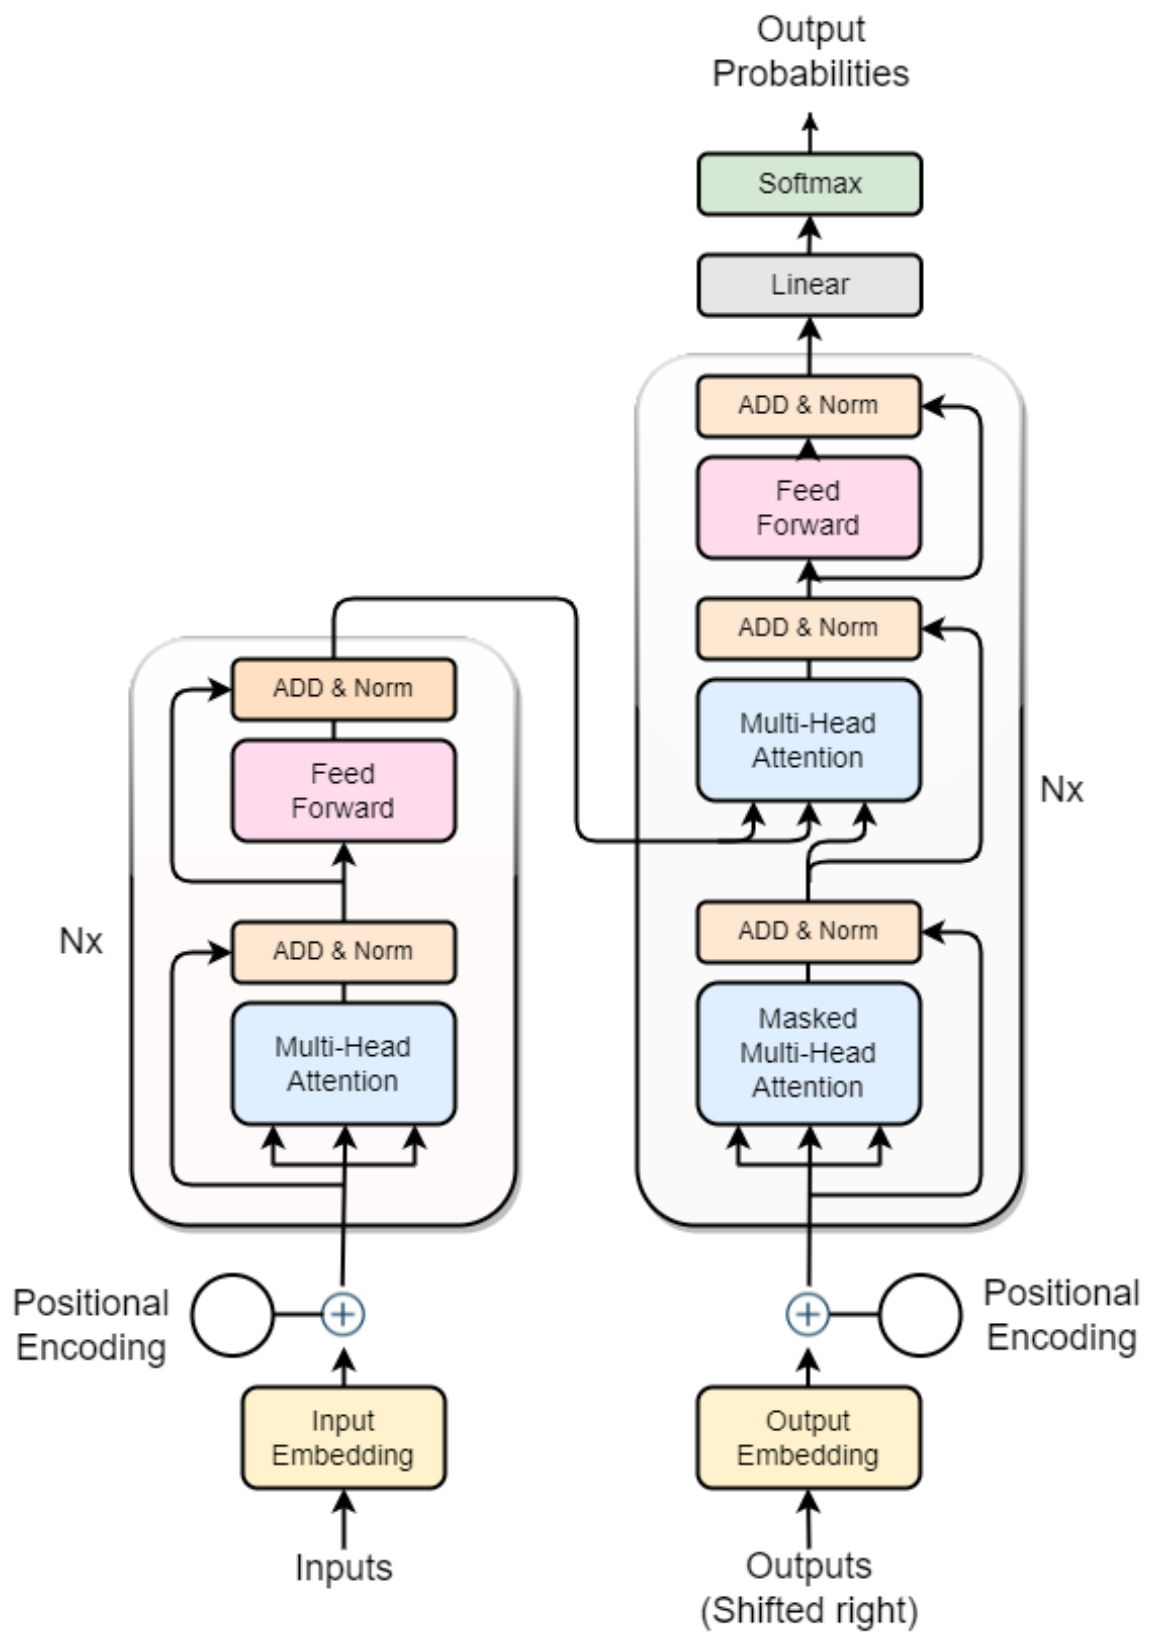 Output
Probabilities
Softmax
Linear
ADD & Norm
Feed
Forward
ADD & Norm
Multi-Head
Attention
Nx
ADD & Norm
Masked
Multi-Head
Attention
ADD & Norm
Feed
Forward
Nx
ADD & Norm
Multi-Head
Attention
Positional
Encoding
Input
Embedding
Inputs
Positional
Encoding
Output
Embedding
Outputs
(Shifted right)